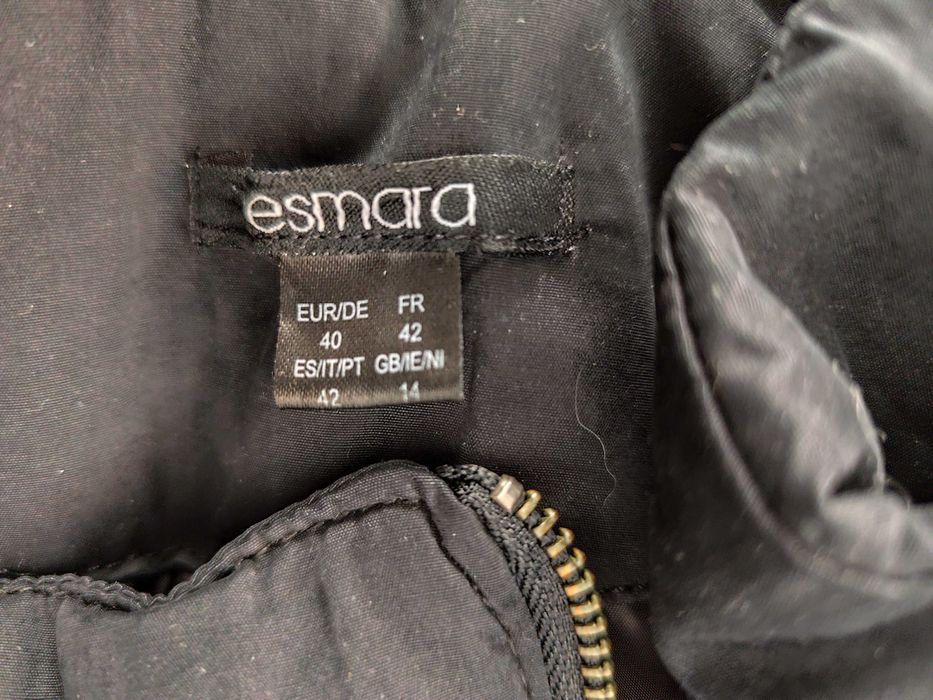 esmara
EUR/DE FR
40 42
ES/IT/PT GB/IE/NI
42 14